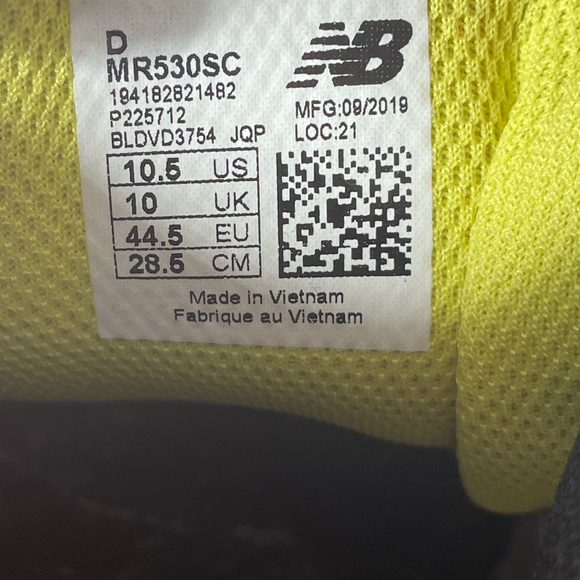 D
MR530SC
194182821482
P225712
BLDVD3754 JQP
10.5 US
10 UK
44.5 EU
28.5 CM
NB
MFG:09/2019
LOC:21
Made in Vietnam
Fabrique au Vietnam